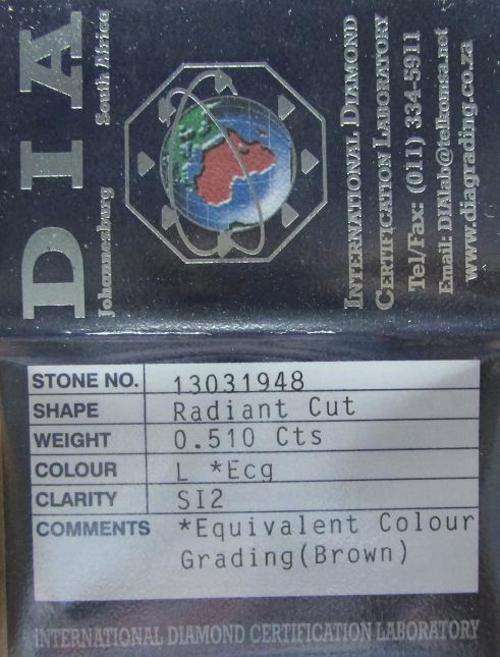 DIA
Johannesburg South Africa
INTERNATIONAL DIAMOND
CERTIFICATION LABORATORY
Tel/Fax: (011) 334-5911
Email: DIAlab@telkomsa.net
www.diagrading.co.za
STONE NO. 13031948
SHAPE Radiant Cut
WEIGHT 0.510 Cts
COLOUR L *Ecg
CLARITY SI2
COMMENTS *Equivalent Colour
Grading(Brown)
INTERNATIONAL DIAMOND CERTIFICATION LABORATORY